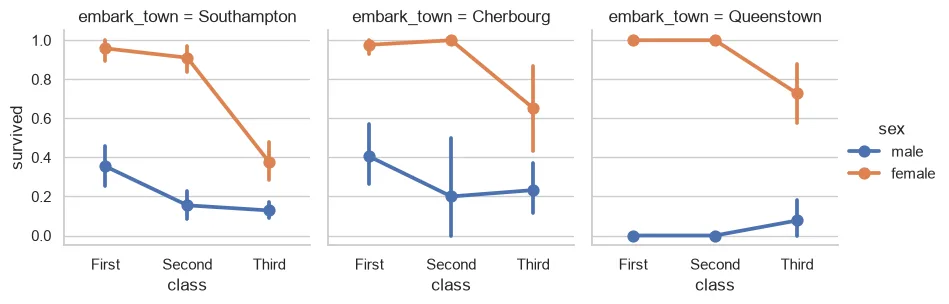 embark_town = Southampton
embark_town = Cherbourg
embark_town = Queenstown
survived
1.0
0.8
0.6
0.4
0.2
0.0
First
Second
Third
class
First
Second
Third
class
First
Second
Third
class
sex
male
female